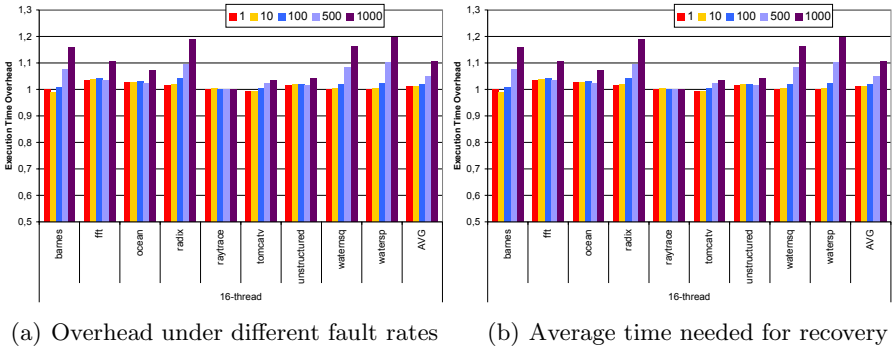 1 10 100 500 1000
1,3
1,2
1,1
1
0,9
0,8
0,7
0,6
0,5
Execution Time Overhead
barnes
fft
ocean
radix
raytrace
tomcatv
unstructured
waternsq
watersp
AVG
16-thread
(a) Overhead under different fault rates
1 10 100 500 1000
1,3
1,2
1,1
1
0,9
0,8
0,7
0,6
0,5
Execution Time Overhead
barnes
fft
ocean
radix
raytrace
tomcatv
unstructured
waternsq
watersp
AVG
16-thread
(b) Average time needed for recovery